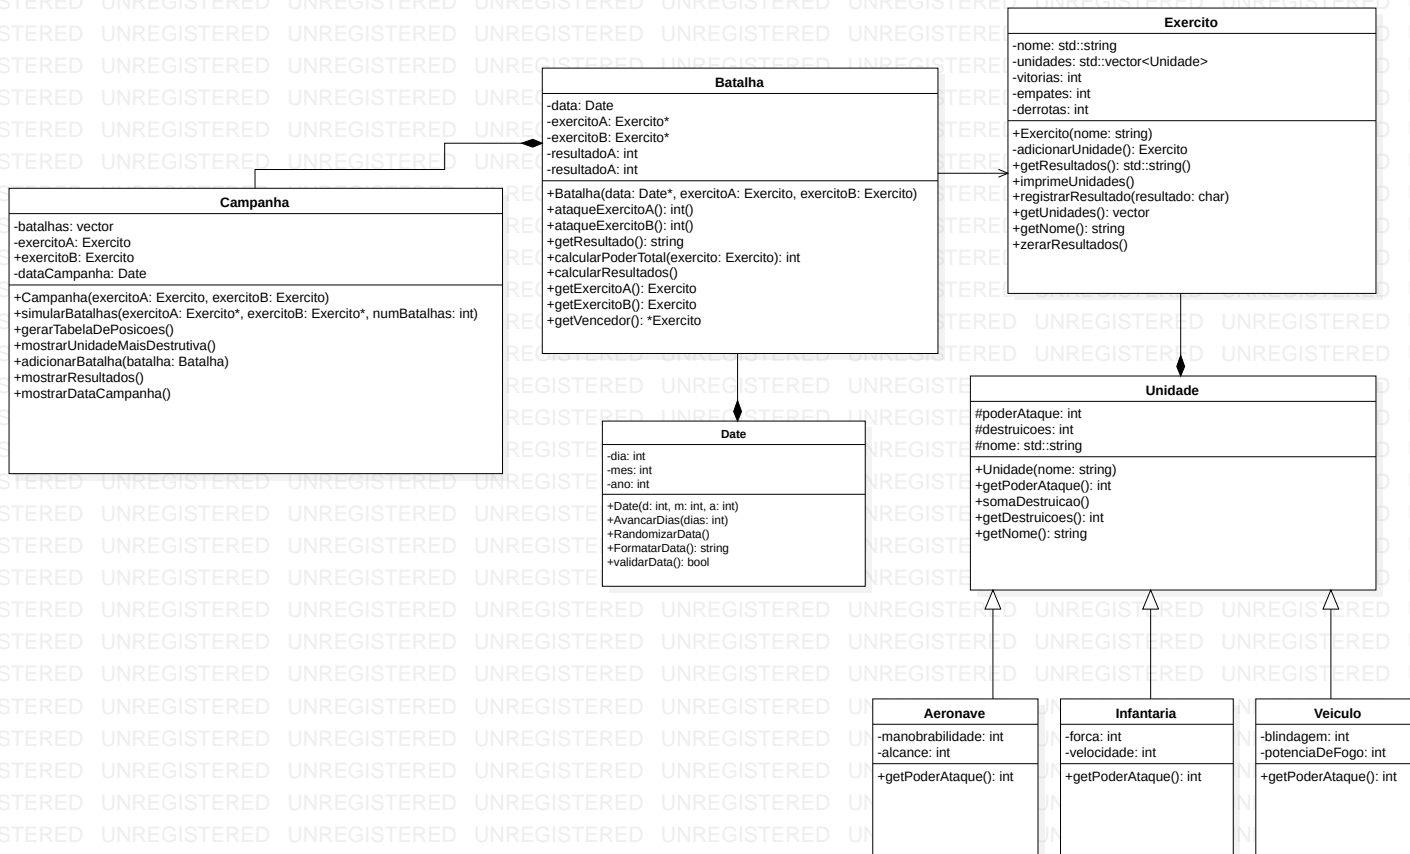 Exercito
-nome: std::string
-unidades: std::vector<Unidade>
-vitorias: int
-empates: int
-derrotas: int
+Exercito(nome: string)
-adicionarUnidade(): Exercito
+getResultados(): std::string()
+imprimeUnidades()
+registrarResultado(resultado: char)
+getUnidades(): vector
+getNome(): string
+zerarResultados()
Batalha
-data: Date
-exercitoA: Exercito*
-exercitoB: Exercito*
-resultadoA: int
-resultadoA: int
+Batalha(data: Date*, exercitoA: Exercito, exercitoB: Exercito)
+ataqueExercitoA(): int()
+ataqueExercitoB(): int()
+getResultado(): string
+calcularPoderTotal(exercito: Exercito): int
+calcularResultados()
+getExercitoA(): Exercito
+getExercitoB(): Exercito
+getVencedor(): *Exercito
Campanha
-batalhas: vector
-exercitoA: Exercito
+exercitoB: Exercito
-dataCampanha: Date
+Campanha(exercitoA: Exercito, exercitoB: Exercito)
+simularBatalhas(exercitoA: Exercito*, exercitoB: Exercito*, numBatalhas: int)
+gerarTabelaDePosicoes()
+mostrarUnidadeMaisDestrutiva()
+adicionarBatalha(batalha: Batalha)
+mostrarResultados()
+mostrarDataCampanha()
Date
-dia: int
-mes: int
-ano: int
+Date(d: int, m: int, a: int)
+AvancarDias(dias: int)
+RandomizarData()
+FormatarData(): string
+validarData(): bool
Unidade
#poderAtaque: int
#destruicoes: int
#nome: std::string
+Unidade(nome: string)
+getPoderAtaque(): int
+somaDestruicao()
+getDestruicoes(): int
+getNome(): string
Aeronave
-manobrabilidade: int
-alcance: int
+getPoderAtaque(): int
Infantaria
-forca: int
-velocidade: int
+getPoderAtaque(): int
Veiculo
-blindagem: int
-potenciaDeFogo: int
+getPoderAtaque(): int
UNREGISTERED